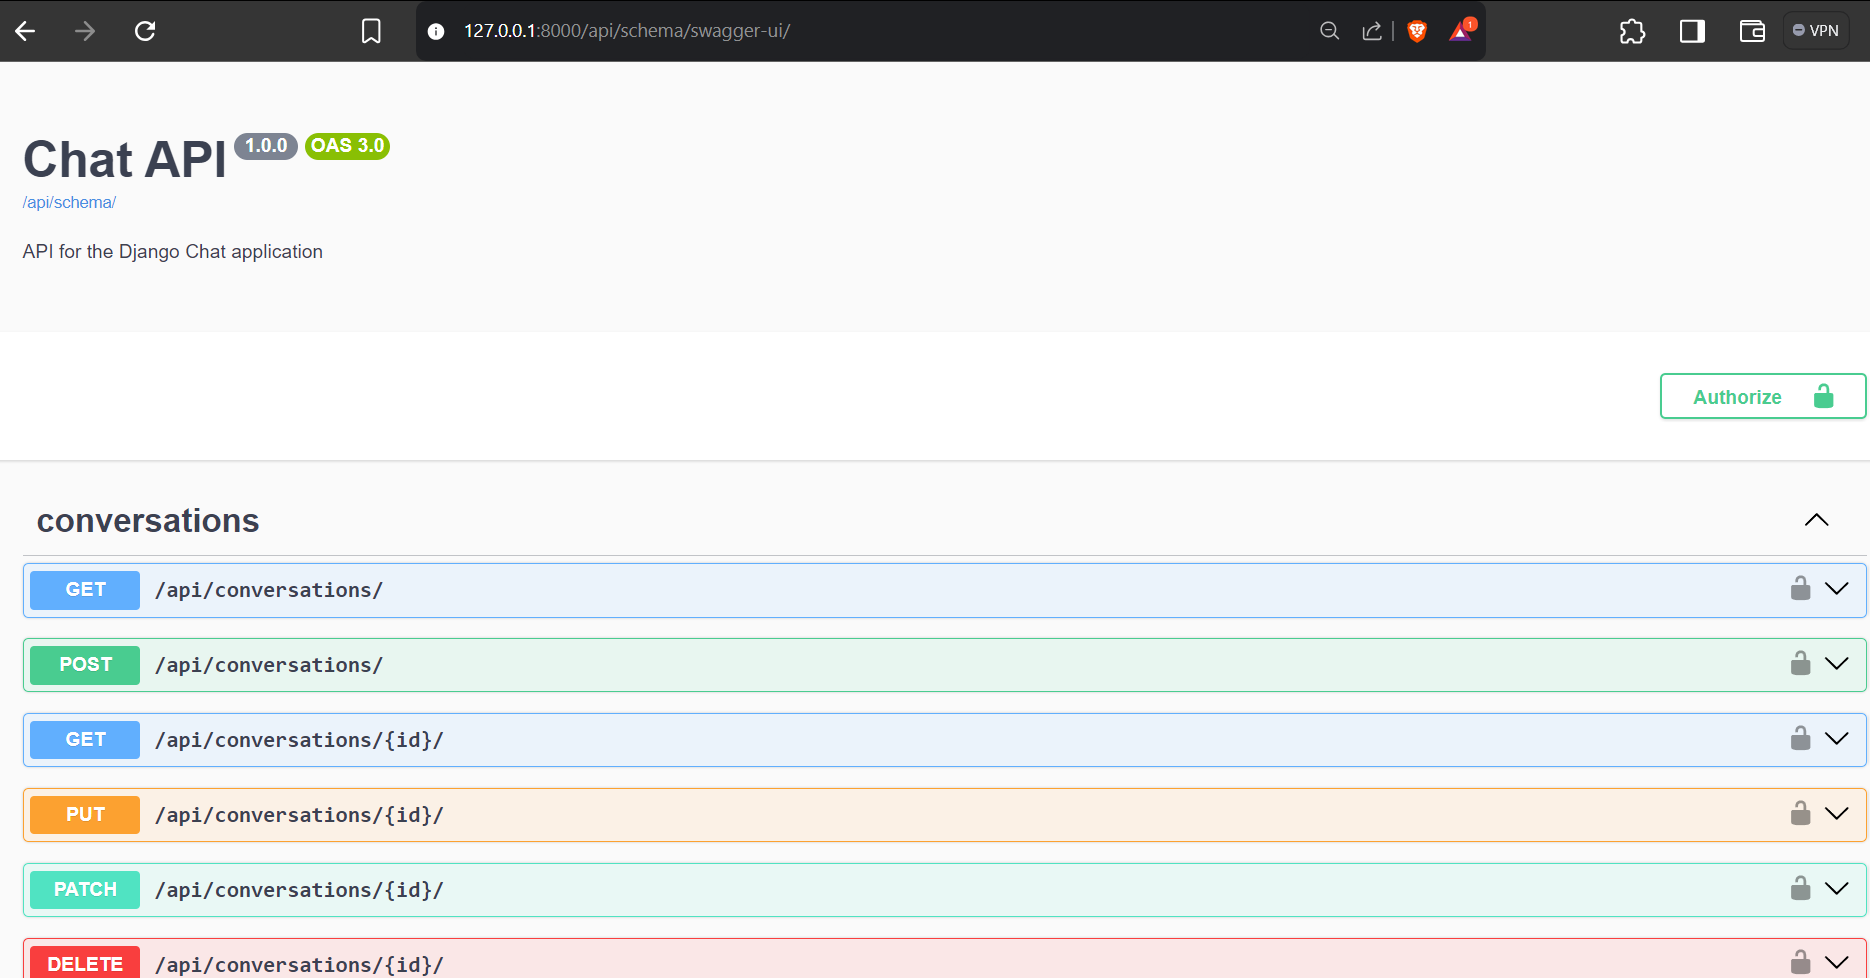 127.0.0.1:8000/api/schema/swagger-ui/
1
VPN
Chat API 1.0.0 OAS 3.0
/api/schema/
API for the Django Chat application
Authorize
conversations
GET /api/conversations/
POST /api/conversations/
GET /api/conversations/{id}/
PUT /api/conversations/{id}/
PATCH /api/conversations/{id}/
DELETE /api/conversations/{id}/